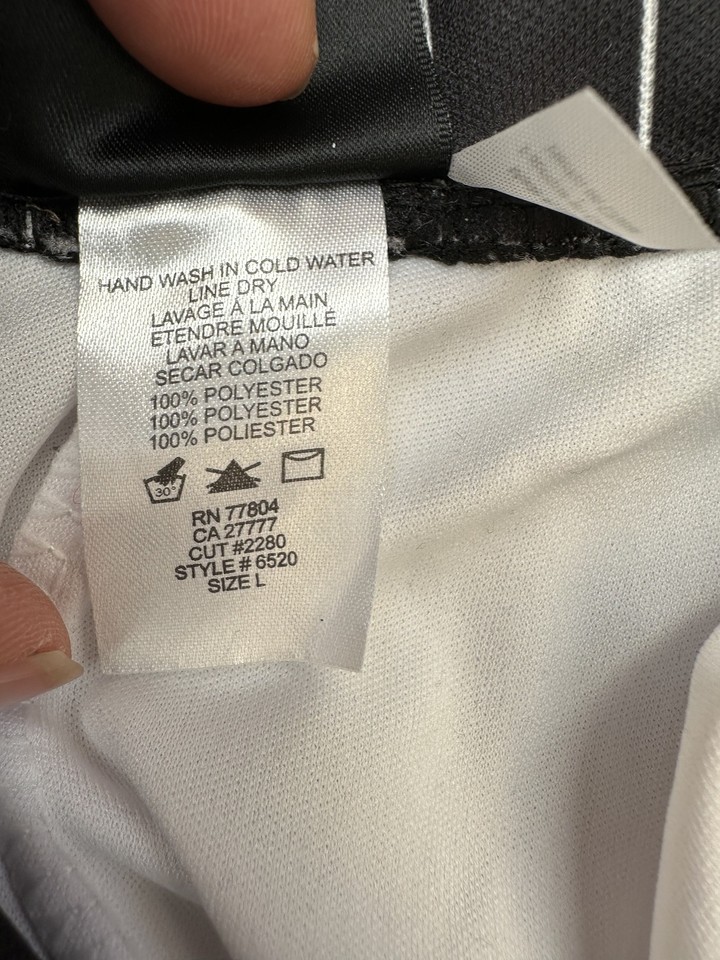 HAND WASH IN COLD WATER
LINE DRY
LAVAGE À LA MAIN
ETENDRE MOUILLÉ
LAVAR A MANO
SECAR COLGADO
100% POLYESTER
100% POLYESTER
100% POLIESTER
30°
RN 77804
CA 27777
CUT #2280
STYLE # 6520
SIZE L